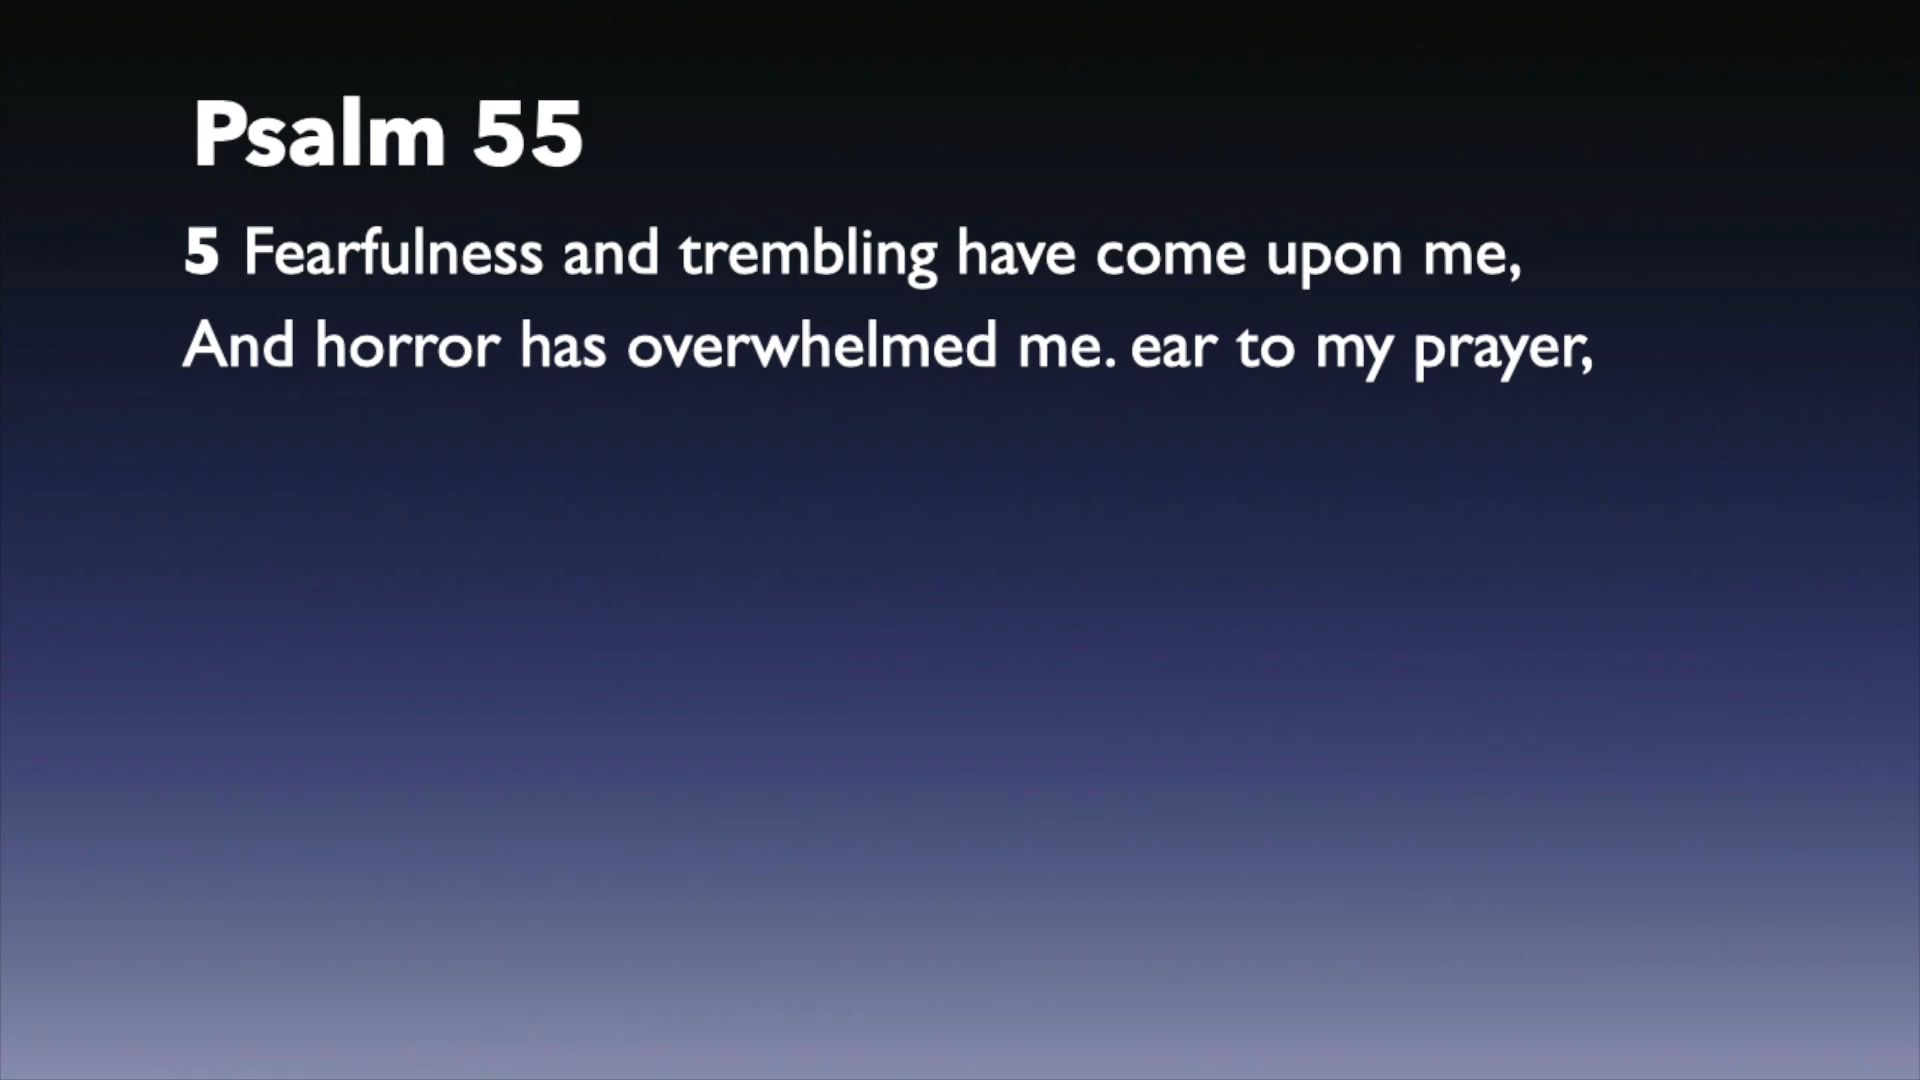 Psalm 55
5 Fearfulness and trembling have come upon me,
And horror has overwhelmed me. ear to my prayer,